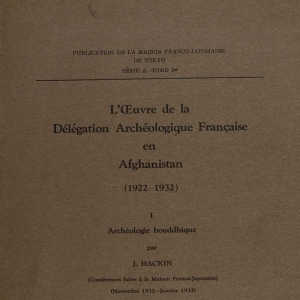 PUBLICATION DE LA MAISON FRANCO-JAPONAISE
DE TOKYO
SÉRIE A - TOME 1er
L'Œuvre de la
Délégation Archéologique Française
en
Afghanistan
(1922 1932)
I
Archéologie bouddhique
par
J. HACKIN
(Conférences faites à la Maison Franco-Japonaise)
(Novembre 1932-Janvier 1933)